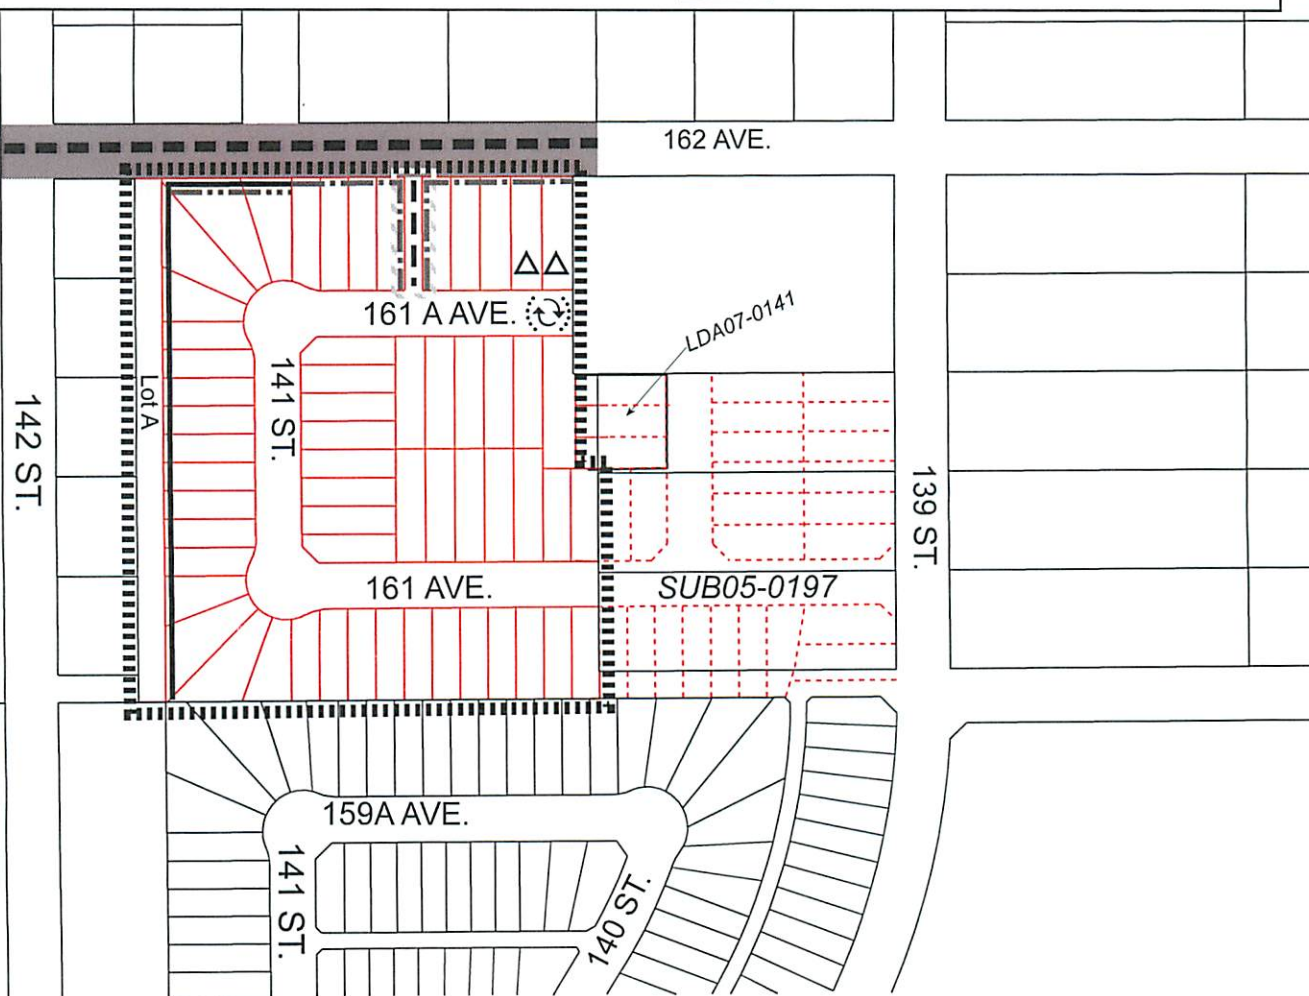 162 AVE.
LDA07-0141
161 A AVE.
141 ST.
Lot A
142 ST.
139 ST.
161 AVE.
SUB05-0197
159A AVE.
141 ST.
140 ST.